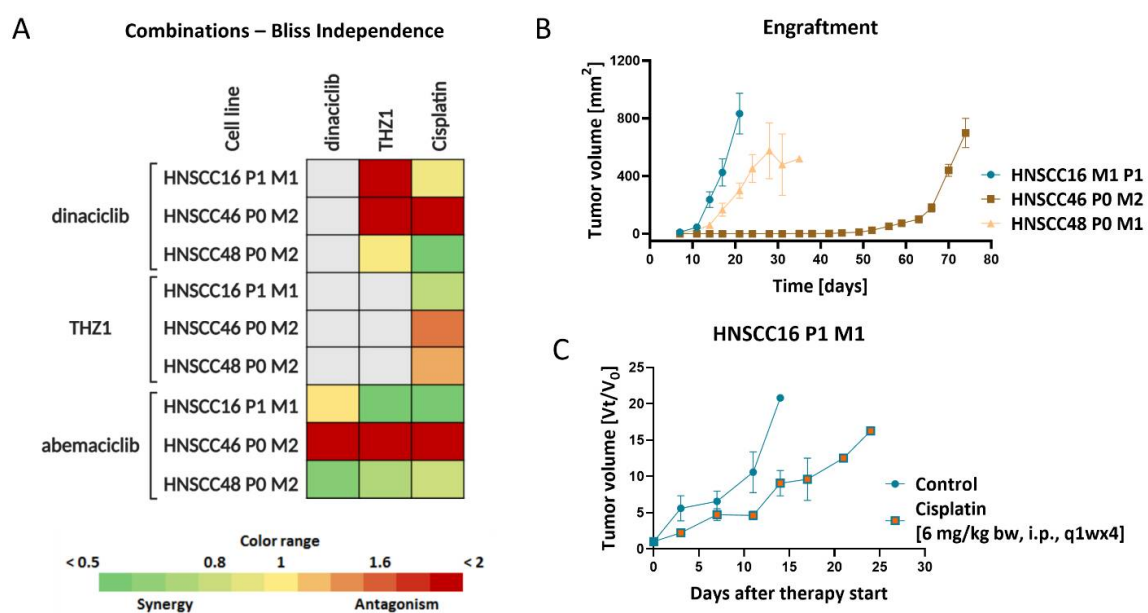 A
Combinations – Bliss Independence
Cell line
dinaciclib
THZ1
Cisplatin
dinaciclib
HNSCC16 P1 M1
HNSCC46 P0 M2
HNSCC48 P0 M2
THZ1
HNSCC16 P1 M1
HNSCC46 P0 M2
HNSCC48 P0 M2
abemaciclib
HNSCC16 P1 M1
HNSCC46 P0 M2
HNSCC48 P0 M2
Color range
< 0.5 0.8 1 1.6 < 2
Synergy Antagonism
B
Engraftment
Tumor volume [mm²]
1200
800
400
0
0 10 20 30 40 50 60 70 80
Time [days]
HNSCC16 M1 P1
HNSCC46 P0 M2
HNSCC48 P0 M1
C
HNSCC16 P1 M1
Tumor volume [Vt/V₀]
25
20
15
10
5
0
0 5 10 15 20 25 30
Days after therapy start
Control
Cisplatin
[6 mg/kg bw, i.p., q1wx4]